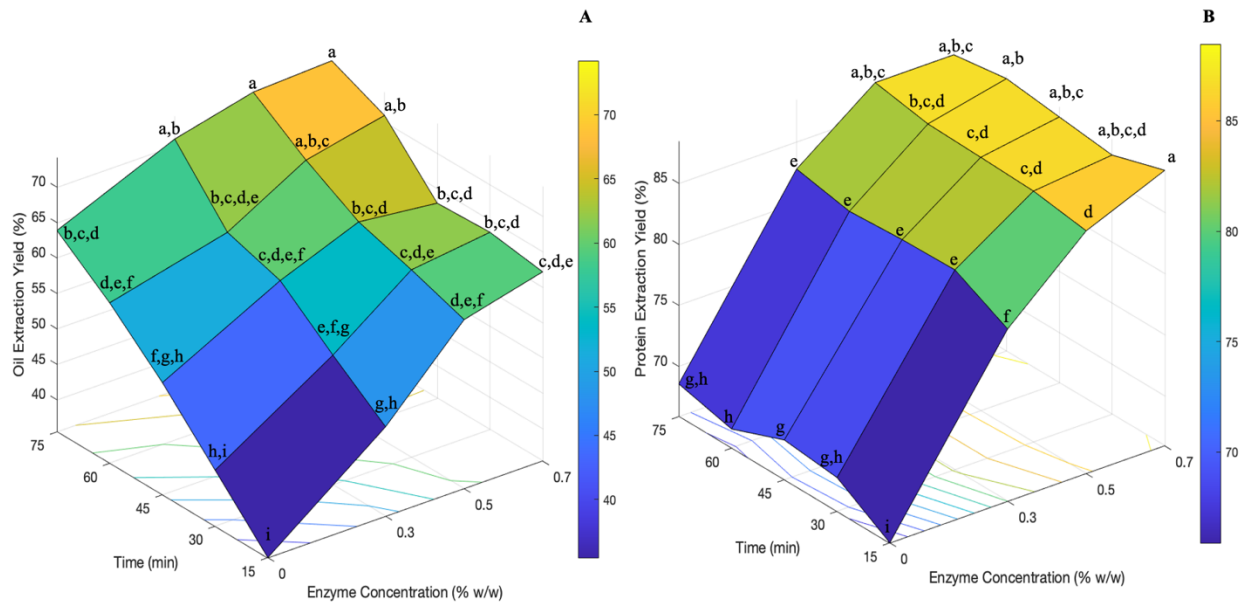 A
a
a
a,b
a,b
a,b,c
b,c,d,e
b,c,d
b,c,d
b,c,d
b,c,d
c,d,e,f
c,d,e
c,d,e
d,e,f
d,e,f
e,f,g
f,g,h
g,h
h,i
i
Oil Extraction Yield (%)
70
65
60
55
50
45
40
75
60
45
30
15
Time (min)
0
0.3
0.5
0.7
Enzyme Concentration (% w/w)
70
65
60
55
50
45
40
B
a,b,c
a,b
a,b,c
a,b,c
b,c,d
a,b,c,d
a
c,d
c,d
d
e
e
e
e
f
g,h
h
g
g,h
i
Protein Extraction Yield (%)
85
80
75
70
75
60
45
30
15
Time (min)
0
0.3
0.5
0.7
Enzyme Concentration (% w/w)
85
80
75
70